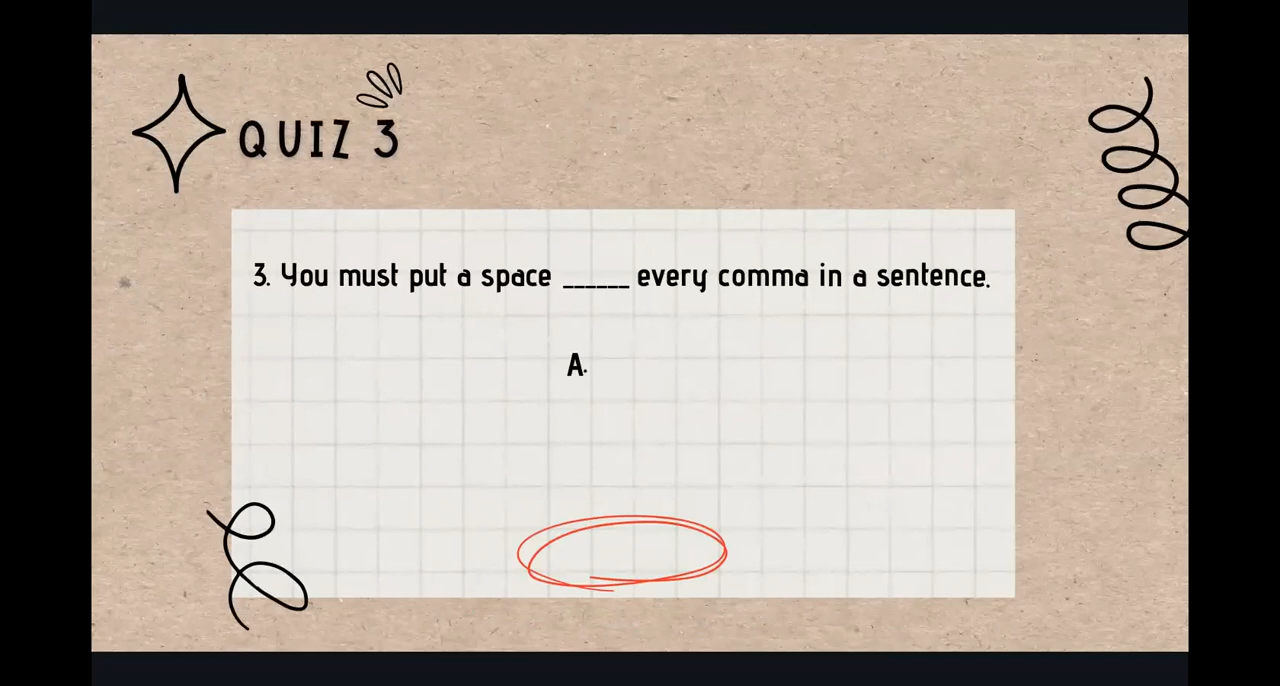 QUIZ 3
3. You must put a space ______ every comma in a sentence.
A.